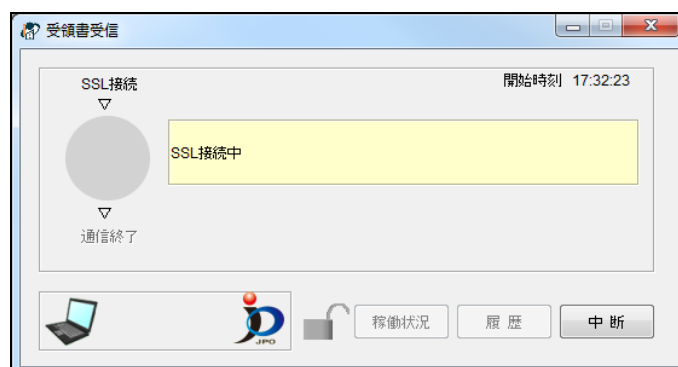 受領書受信
SSL接続
開始時刻 17:32:23
▽
SSL接続中
▽
通信終了
JPO
稼働状況
履 歴
中 断